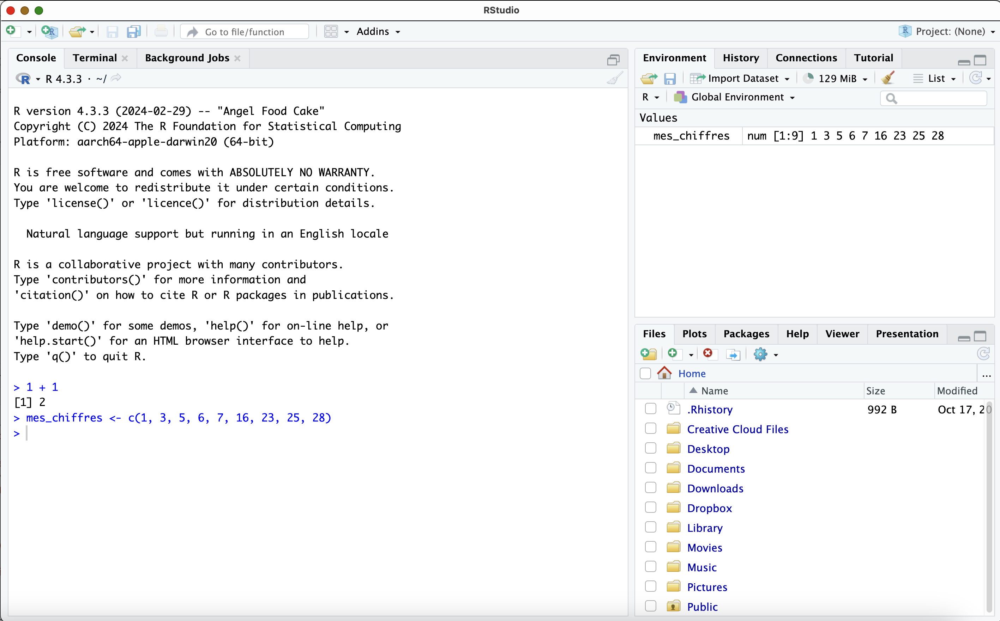 RStudio
Go to file/function
Addins
Project: (None)
Console Terminal Background Jobs
R 4.3.3 · ~/
R version 4.3.3 (2024-02-29) -- "Angel Food Cake"
Copyright (C) 2024 The R Foundation for Statistical Computing
Platform: aarch64-apple-darwin20 (64-bit)
R is free software and comes with ABSOLUTELY NO WARRANTY.
You are welcome to redistribute it under certain conditions.
Type 'license()' or 'licence()' for distribution details.
Natural language support but running in an English locale
R is a collaborative project with many contributors.
Type 'contributors()' for more information and
'citation()' on how to cite R or R packages in publications.
Type 'demo()' for some demos, 'help()' for on-line help, or
'help.start()' for an HTML browser interface to help.
Type 'q()' to quit R.
> 1 + 1
[1] 2
> mes_chiffres <- c(1, 3, 5, 6, 7, 16, 23, 25, 28)
>
Environment History Connections Tutorial
Import Dataset 129 MiB List
R Global Environment
Values
mes_chiffres num [1:9] 1 3 5 6 7 16 23 25 28
Files Plots Packages Help Viewer Presentation
Home ...
Name Size Modified
.Rhistory 992 B Oct 17, 20
Creative Cloud Files
Desktop
Documents
Downloads
Dropbox
Library
Movies
Music
Pictures
Public